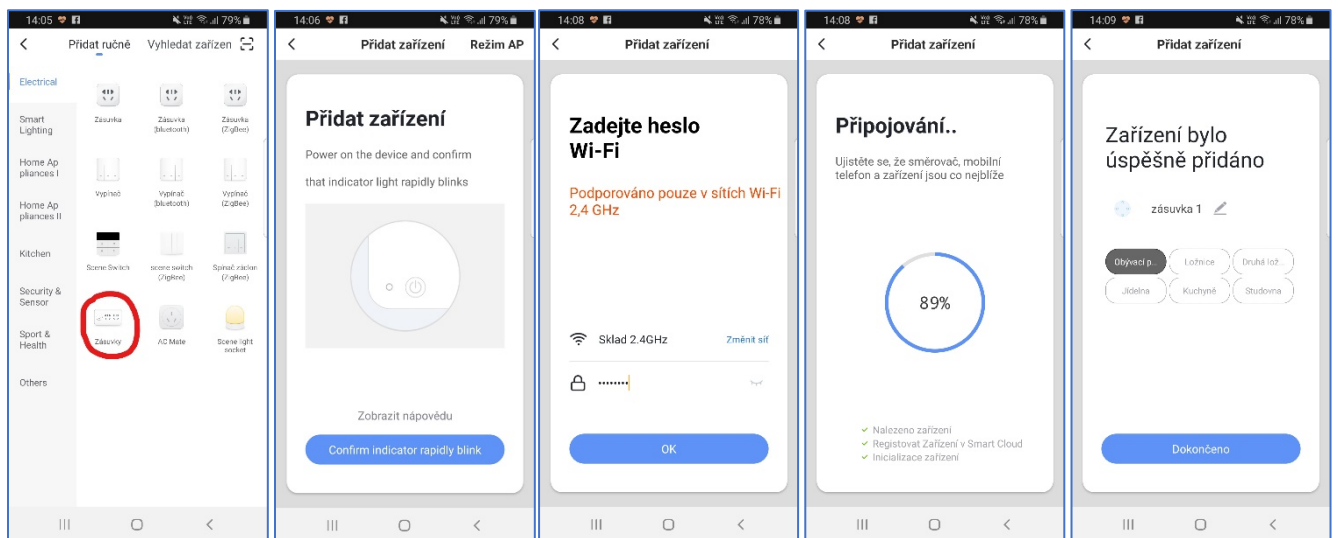 14:05
79%
Přidat ručně Vyhledat zařízen
Electrical
Smart
Lighting
Home Ap
pliances I
Home Ap
pliances II
Kitchen
Security &
Sensor
Sport &
Health
Others
Zásuvka
Zásuvka
(bluetooth)
Zásuvka
(ZigBee)
Vypínač
Vypínač
(bluetooth)
Vypínač
(ZigBee)
Scene Switch
scene switch
(ZigBee)
Spínač záclon
(ZigBee)
Zásuvky
AC Mate
Scene light
socket
14:06
79%
Přidat zařízení Režim AP
Přidat zařízení
Power on the device and confirm
that indicator light rapidly blinks
Zobrazit nápovědu
Confirm indicator rapidly blink
14:08
78%
Přidat zařízení
Zadejte heslo
Wi-Fi
Podporováno pouze v sítích Wi-Fi
2,4 GHz
Sklad 2.4GHz Změnit síť
••••••••
OK
14:08
78%
Přidat zařízení
Připojování..
Ujistěte se, že směrovač, mobilní
telefon a zařízení jsou co nejblíže
89%
Nalezeno zařízení
Registovat Zařízení v Smart Cloud
Inicializace zařízení
14:09
78%
Přidat zařízení
Zařízení bylo
úspěšně přidáno
zásuvka 1
Obývací p... Ložnice Druhá lož...
Jídelna Kuchyně Studovna
Dokončeno